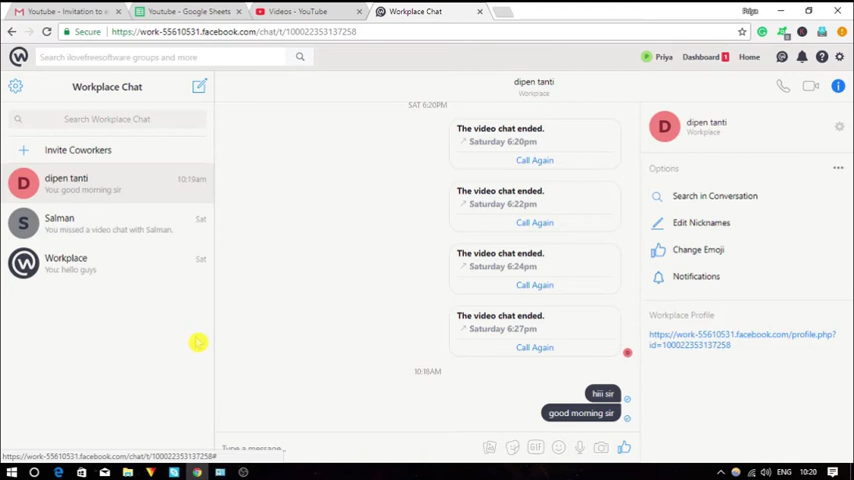 Youtube - Invitation to e
Youtube - Google Sheets
Videos - YouTube
Workplace Chat
Priya
Secure
https://work-55610531.facebook.com/chat/t/100022353137258
Search ilovefreesoftware groups and more
Priya
Dashboard 1
Home
Workplace Chat
Search Workplace Chat
Invite Coworkers
D
dipen tanti
10:19am
You: good morning sir
S
Salman
Sat
You missed a video chat with Salman.
Workplace
Sat
You: hello guys
https://work-55610531.facebook.com/chat/t/100022353137258#
dipen tanti
Workplace
SAT 6:20PM
The video chat ended.
Saturday 6:20pm
Call Again
The video chat ended.
Saturday 6:22pm
Call Again
The video chat ended.
Saturday 6:24pm
Call Again
The video chat ended.
Saturday 6:27pm
Call Again
10:18AM
hiii sir
good morning sir
Type a message...
GIF
D
dipen tanti
Workplace
Options
Search in Conversation
Edit Nicknames
Change Emoji
Notifications
Workplace Profile
https://work-55610531.facebook.com/profile.php?
id=100022353137258
ENG
10:20